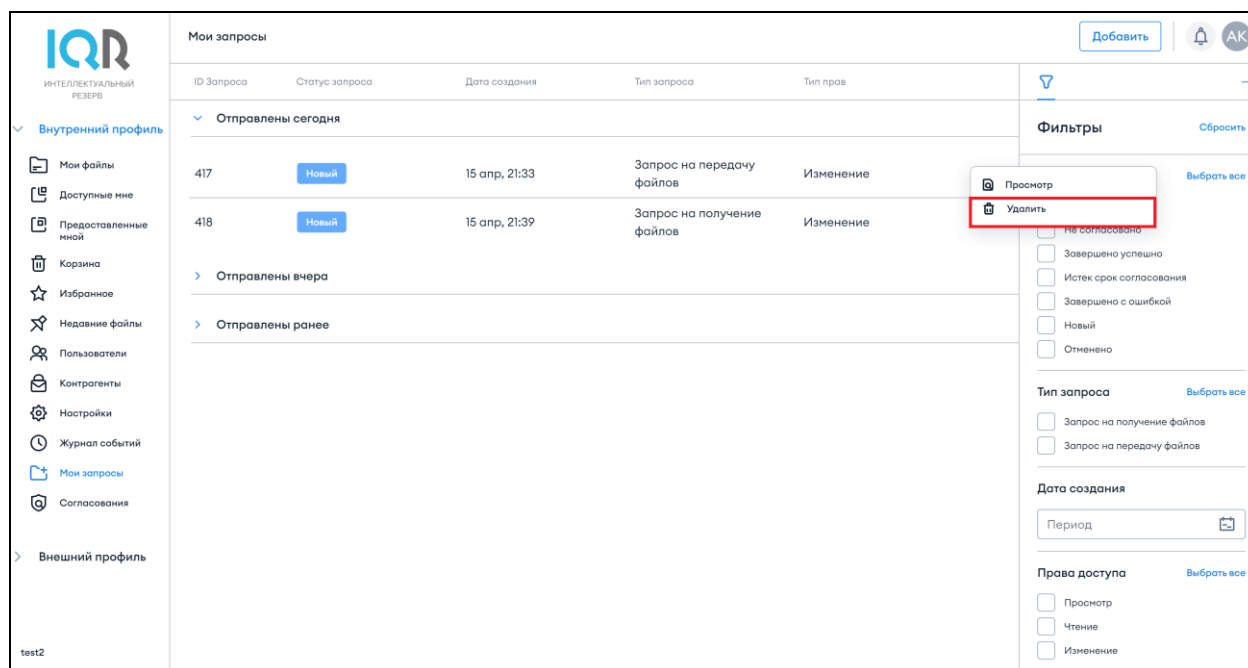 IQR
ИНТЕЛЛЕКТУАЛЬНЫЙ
РЕЗЕРВ
Внутренний профиль
Мои файлы
Доступные мне
Предоставленные
мной
Корзина
Избранное
Недавние файлы
Пользователи
Контрагенты
Настройки
Журнал событий
Мои запросы
Согласования
Внешний профиль
test2
Мои запросы
Добавить
AK
ID Запроса Статус запроса Дата создания Тип запроса Тип прав
Отправлены сегодня
417 Новый 15 апр, 21:33 Запрос на передачу
файлов Изменение
418 Новый 15 апр, 21:39 Запрос на получение
файлов Изменение
Отправлены вчера
Отправлены ранее
Просмотр
Удалить
Фильтры Сбросить
Выбрать все
Не согласовано
Завершено успешно
Истек срок согласования
Завершено с ошибкой
Новый
Отменено
Тип запроса Выбрать все
Запрос на получение файлов
Запрос на передачу файлов
Дата создания
Период
Права доступа Выбрать все
Просмотр
Чтение
Изменение